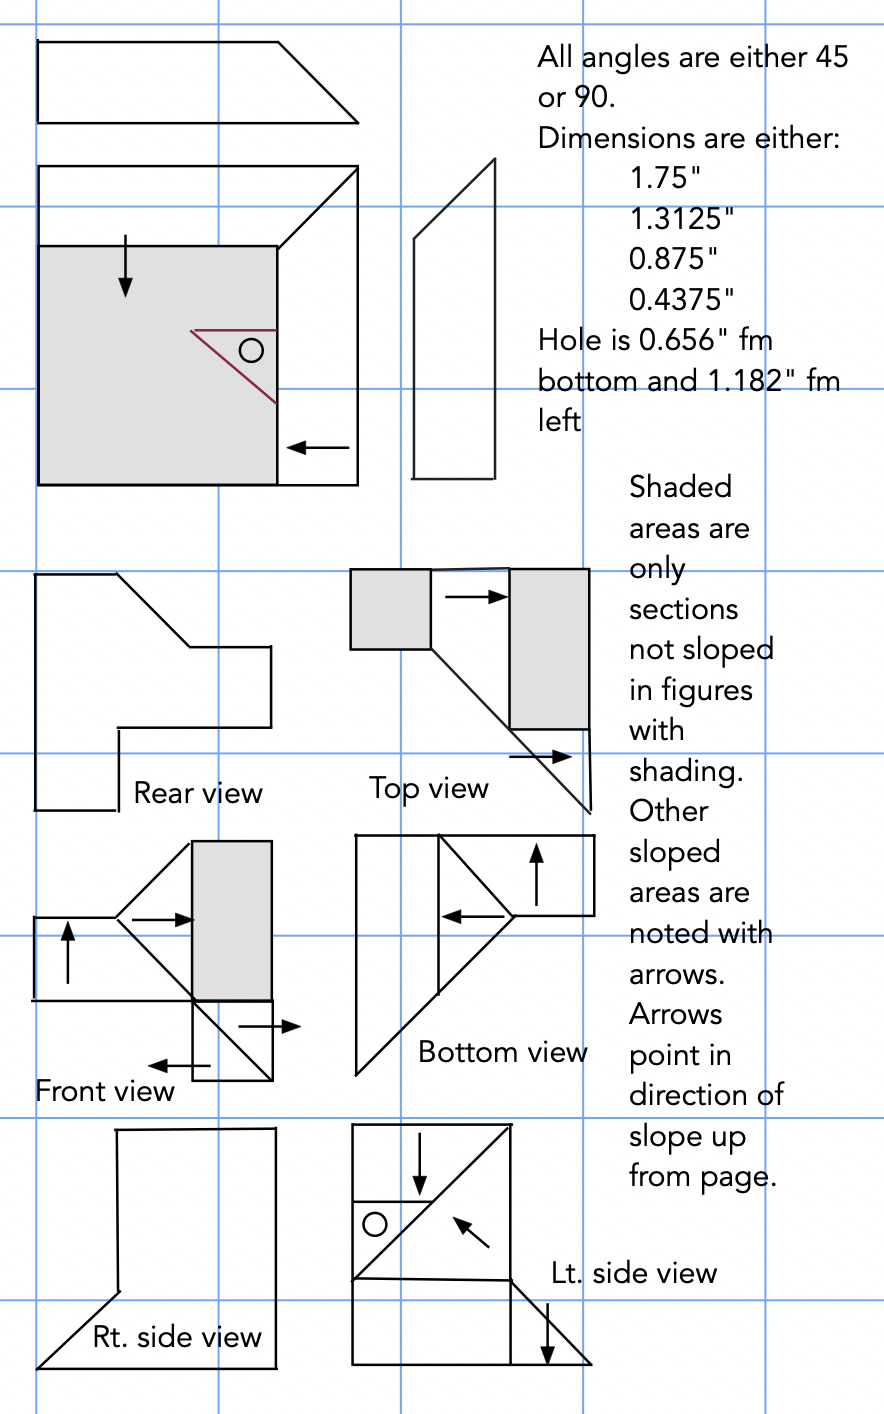 All angles are either 45
or 90.
Dimensions are either:
1.75"
1.3125"
0.875"
0.4375"
Hole is 0.656" fm
bottom and 1.182" fm
left
Shaded
areas are
only
sections
not sloped
in figures
with
shading.
Other
sloped
areas are
noted with
arrows.
Arrows
point in
direction of
slope up
from page.
Rear view
Top view
Front view
Bottom view
Rt. side view
Lt. side view